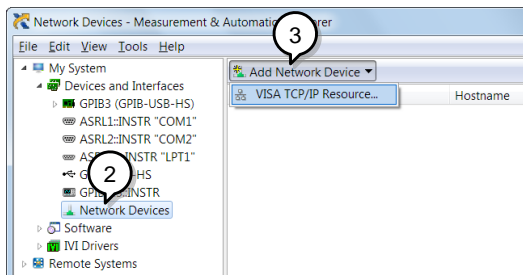 Network Devices - Measurement & Automation Explorer
3
File Edit View Tools Help
My System
Devices and Interfaces
GPIB3 (GPIB-USB-HS)
ASRL1::INSTR "COM1"
ASRL2::INSTR "COM2"
INSTR "LPT1"
2
INSTR
Network Devices
Software
IVI Drivers
Remote Systems
Add Network Device
VISA TCP/IP Resource...
Hostname